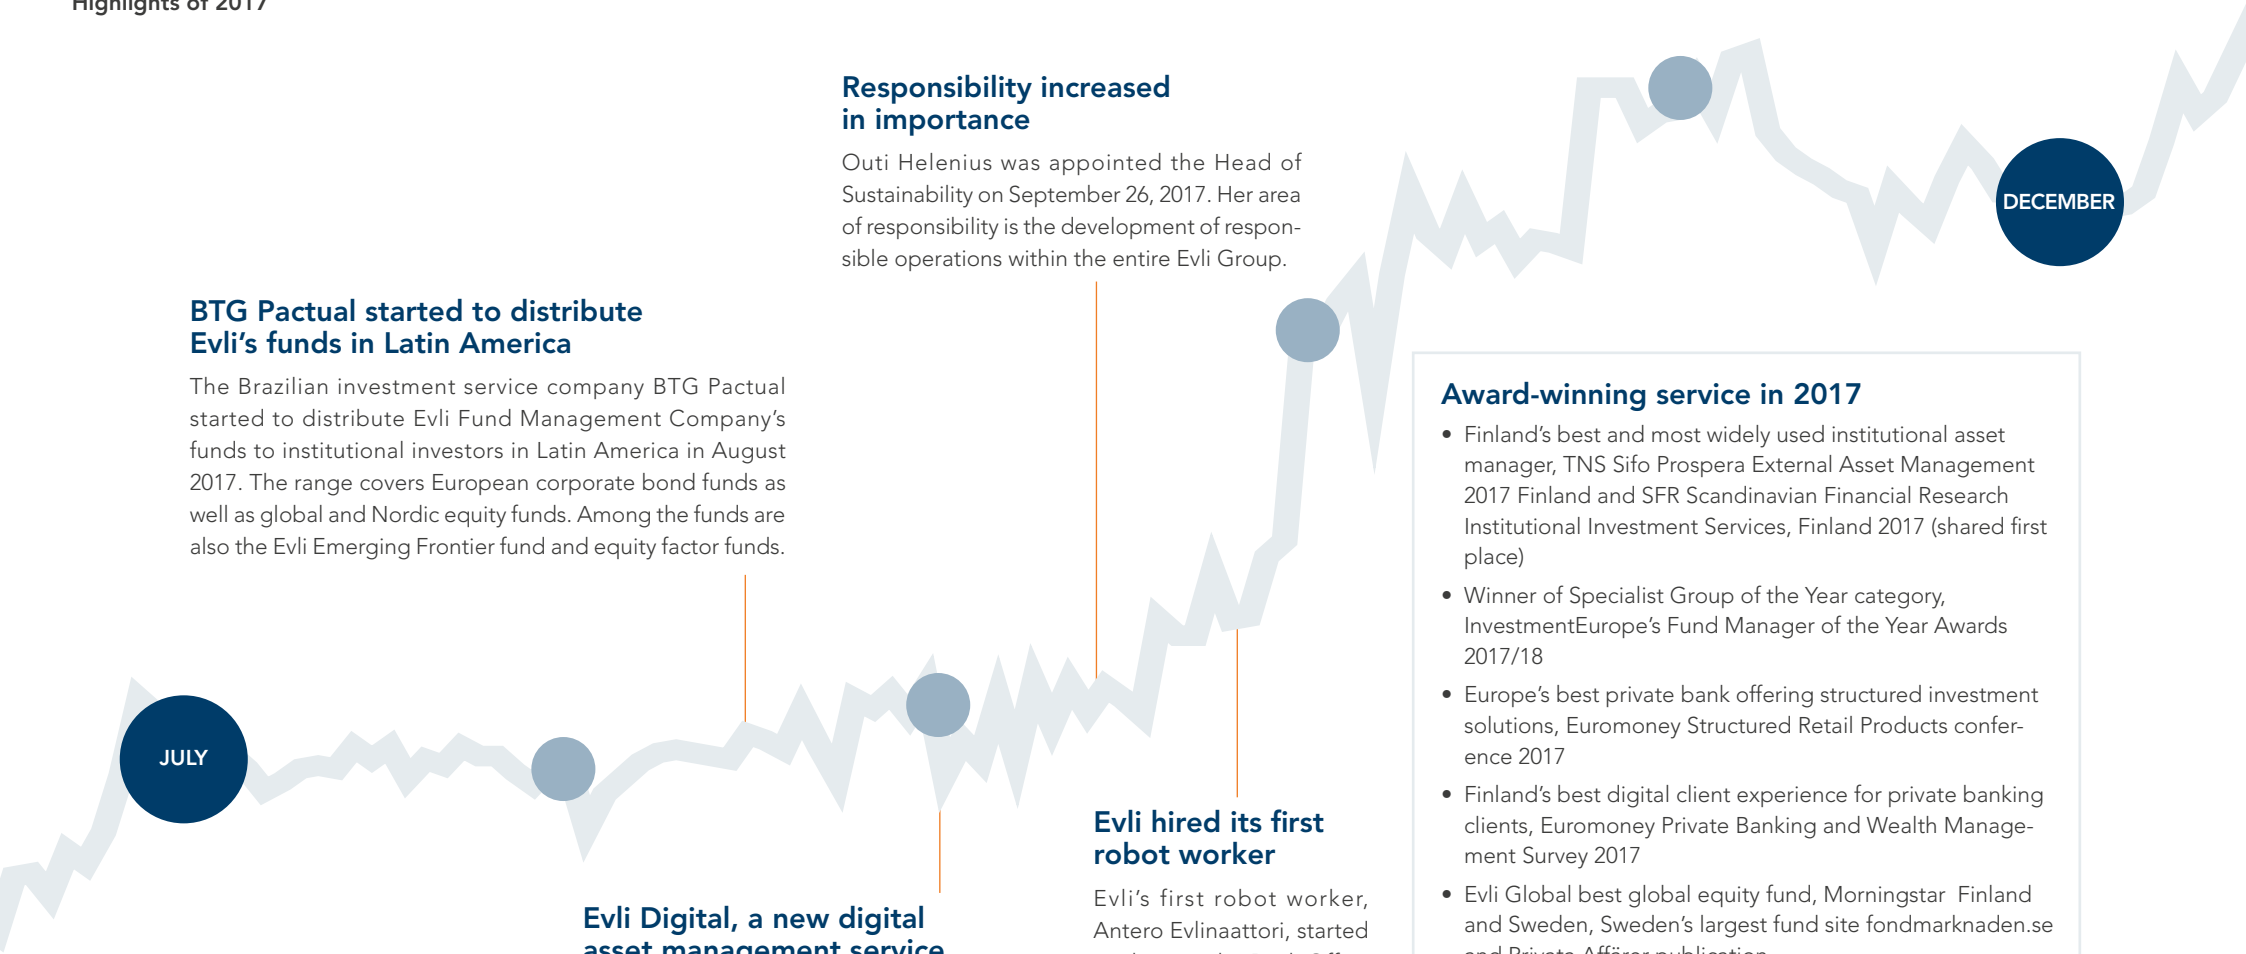 Highlights of 2017
Responsibility increased
in importance
Outi Helenius was appointed the Head of
Sustainability on September 26, 2017. Her area
of responsibility is the development of respon-
sible operations within the entire Evli Group.
DECEMBER
BTG Pactual started to distribute
Evli’s funds in Latin America
The Brazilian investment service company BTG Pactual
started to distribute Evli Fund Management Company’s
funds to institutional investors in Latin America in August
2017. The range covers European corporate bond funds as
well as global and Nordic equity funds. Among the funds are
also the Evli Emerging Frontier fund and equity factor funds.
JULY
Evli Digital, a new digital
asset management service
Evli hired its first
robot worker
Evli’s first robot worker,
Antero Evlinaattori, started
Award-winning service in 2017
• Finland’s best and most widely used institutional asset
manager, TNS Sifo Prospera External Asset Management
2017 Finland and SFR Scandinavian Financial Research
Institutional Investment Services, Finland 2017 (shared first
place)
• Winner of Specialist Group of the Year category,
InvestmentEurope’s Fund Manager of the Year Awards
2017/18
• Europe’s best private bank offering structured investment
solutions, Euromoney Structured Retail Products confer-
ence 2017
• Finland’s best digital client experience for private banking
clients, Euromoney Private Banking and Wealth Manage-
ment Survey 2017
• Evli Global best global equity fund, Morningstar Finland
and Sweden, Sweden’s largest fund site fondmarknaden.se
and Privata Affärer publication